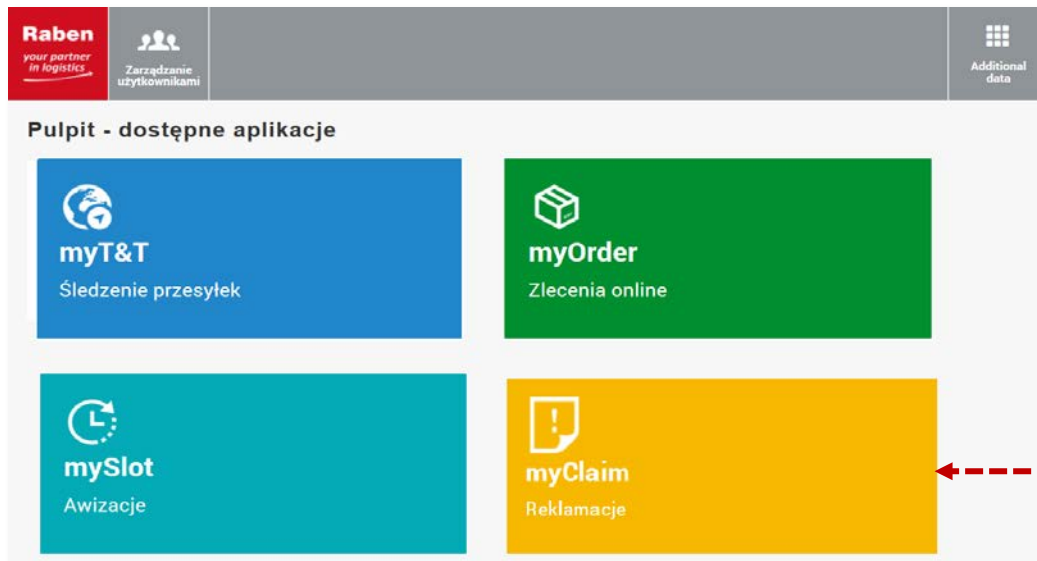 Raben
your partner
in logistics
Zarządzanie
użytkownikami
Additional
data
Pulpit - dostępne aplikacje
myT&T
Śledzenie przesyłek
myOrder
Zlecenia online
mySlot
Awizacje
myClaim
Reklamacje